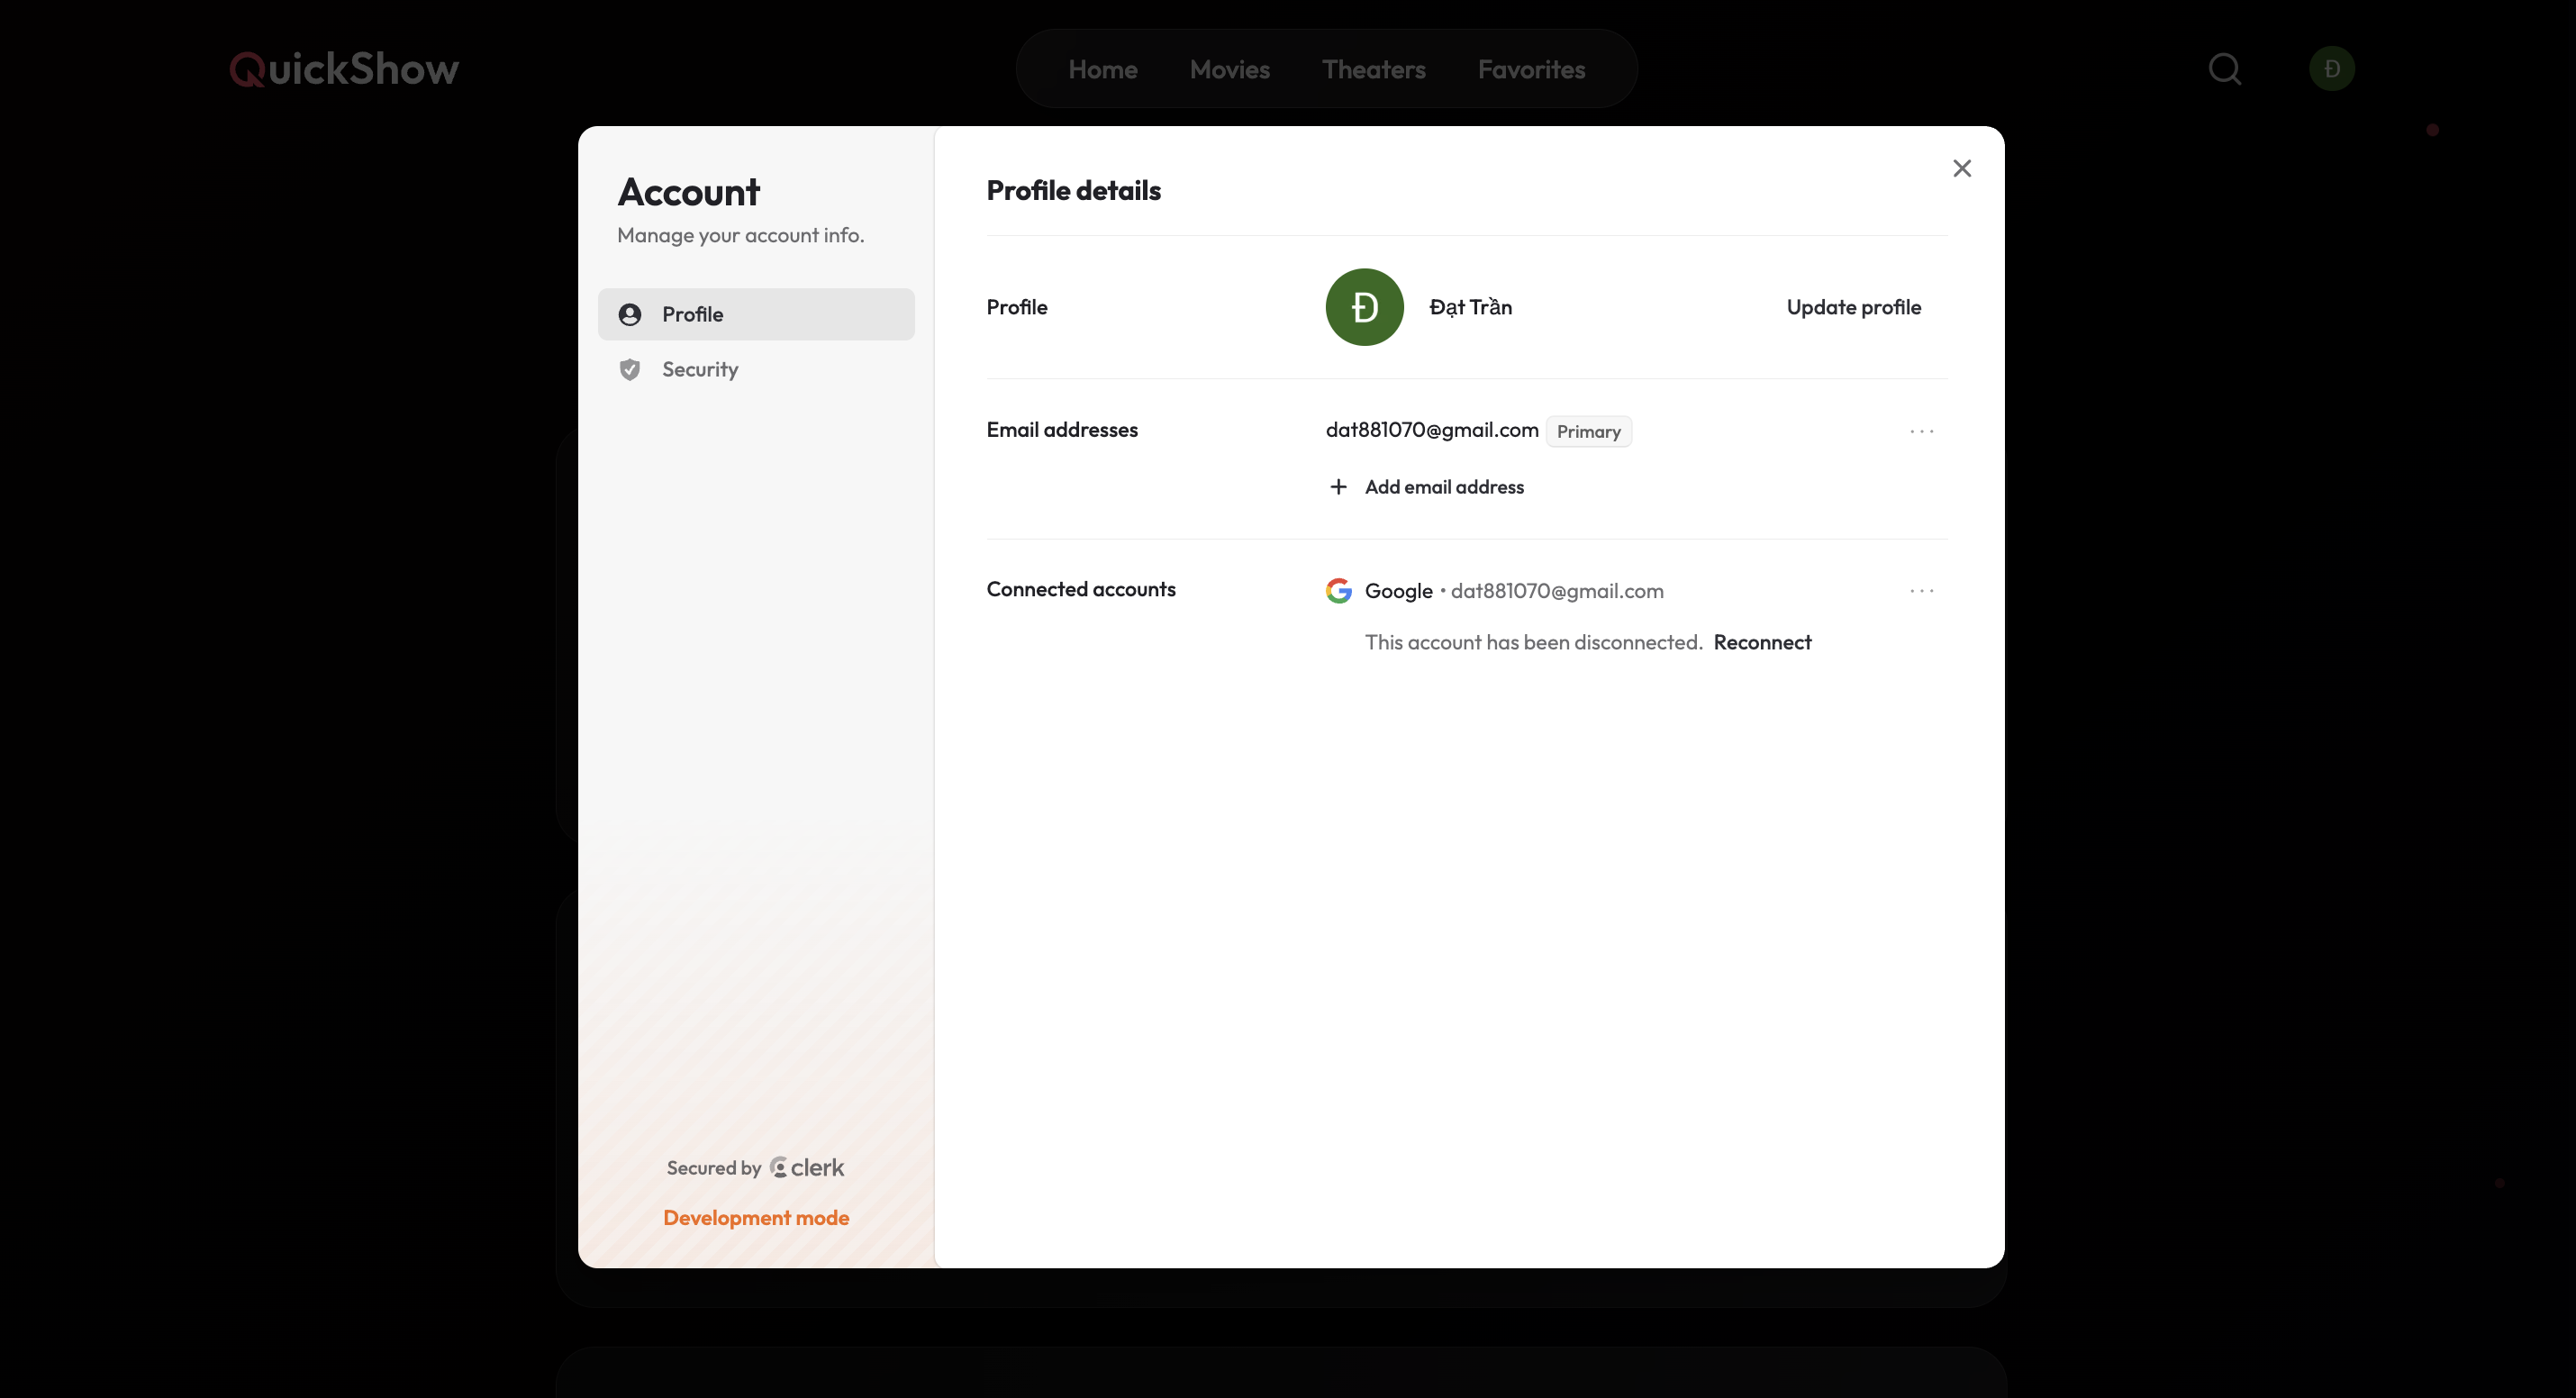 QuickShow
Home Movies Theaters Favorites
Đ
Account
Manage your account info.
Profile
Security
Secured by clerk
Development mode
Profile details
Profile
Đ
Đạt Trần
Update profile
Email addresses
dat881070@gmail.com Primary
Add email address
Connected accounts
Google • dat881070@gmail.com
This account has been disconnected. Reconnect